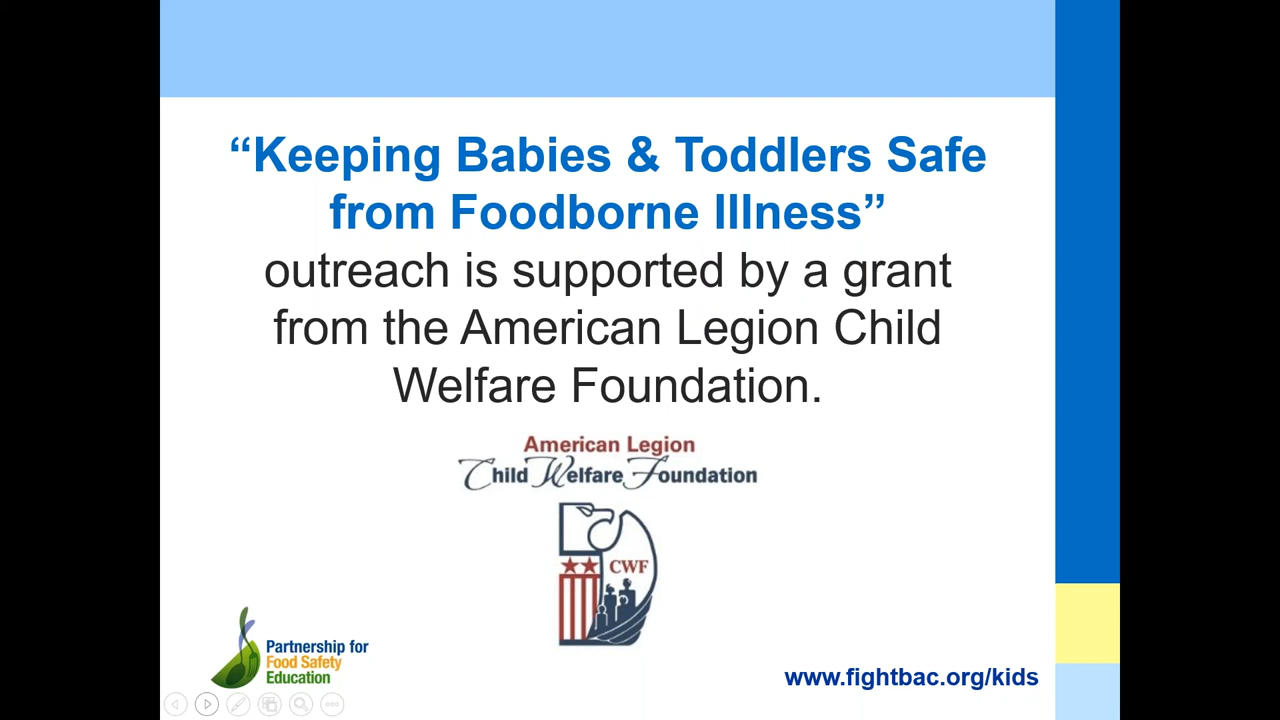 “Keeping Babies & Toddlers Safe
from Foodborne Illness”
outreach is supported by a grant
from the American Legion Child
Welfare Foundation.
American Legion
Child Welfare Foundation
CWF
Partnership for
Food Safety
Education
www.fightbac.org/kids